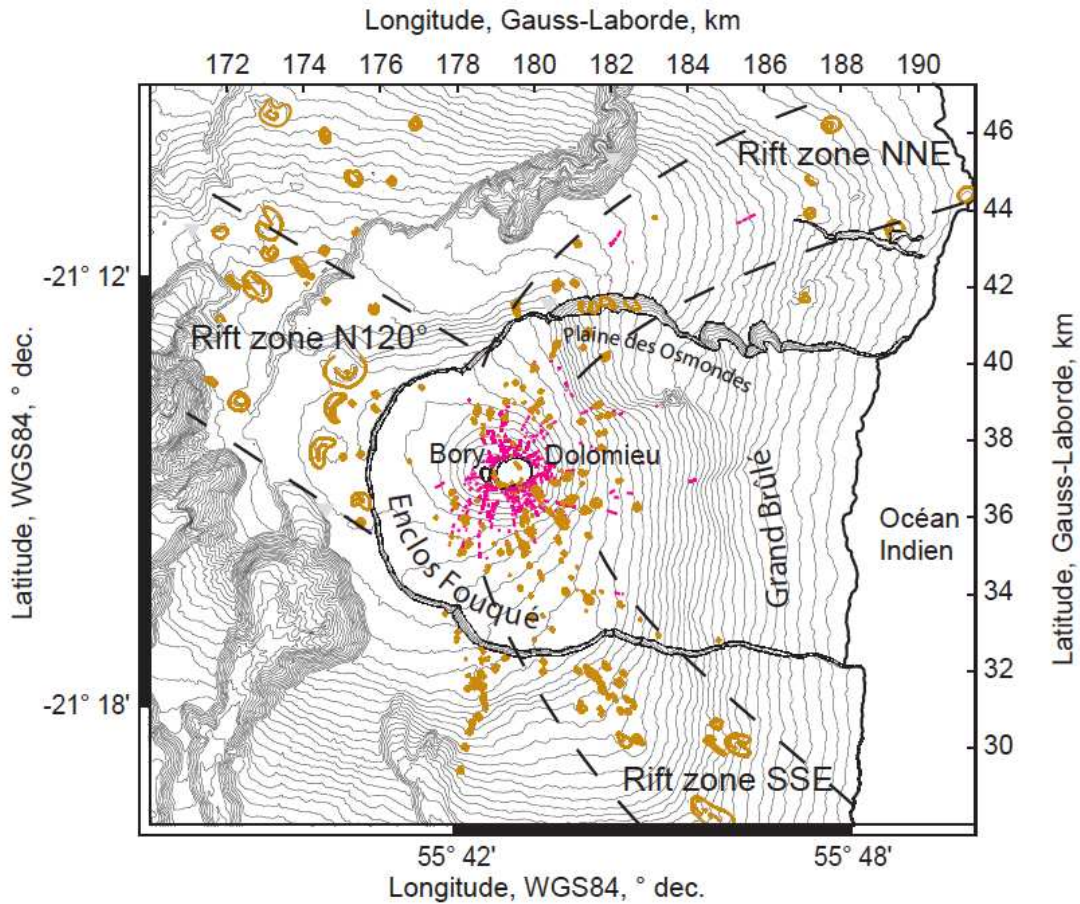 Longitude, Gauss-Laborde, km
172 174 176 178 180 182 184 186 188 190
46
Rift zone NNE
44
-21° 12'
42
Rift zone N120°
Plaine des Osmondes
40
Latitude, WGS84, ° dec.
Latitude, Gauss-Laborde, km
38
Bory Dolomieu
Enclos Fouqué
Grand Brûlé
36
Océan
Indien
34
32
-21° 18'
30
Rift zone SSE
55° 42' 55° 48'
Longitude, WGS84, ° dec.